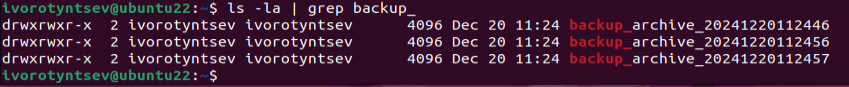 ivorotyntsev@ubuntu22:~$ ls -la | grep backup_
drwxrwxr-x  2 ivorotyntsev ivorotyntsev     4096 Dec 20 11:24 backup_archive_20241220112446
drwxrwxr-x  2 ivorotyntsev ivorotyntsev     4096 Dec 20 11:24 backup_archive_20241220112456
drwxrwxr-x  2 ivorotyntsev ivorotyntsev     4096 Dec 20 11:24 backup_archive_20241220112457
ivorotyntsev@ubuntu22:~$